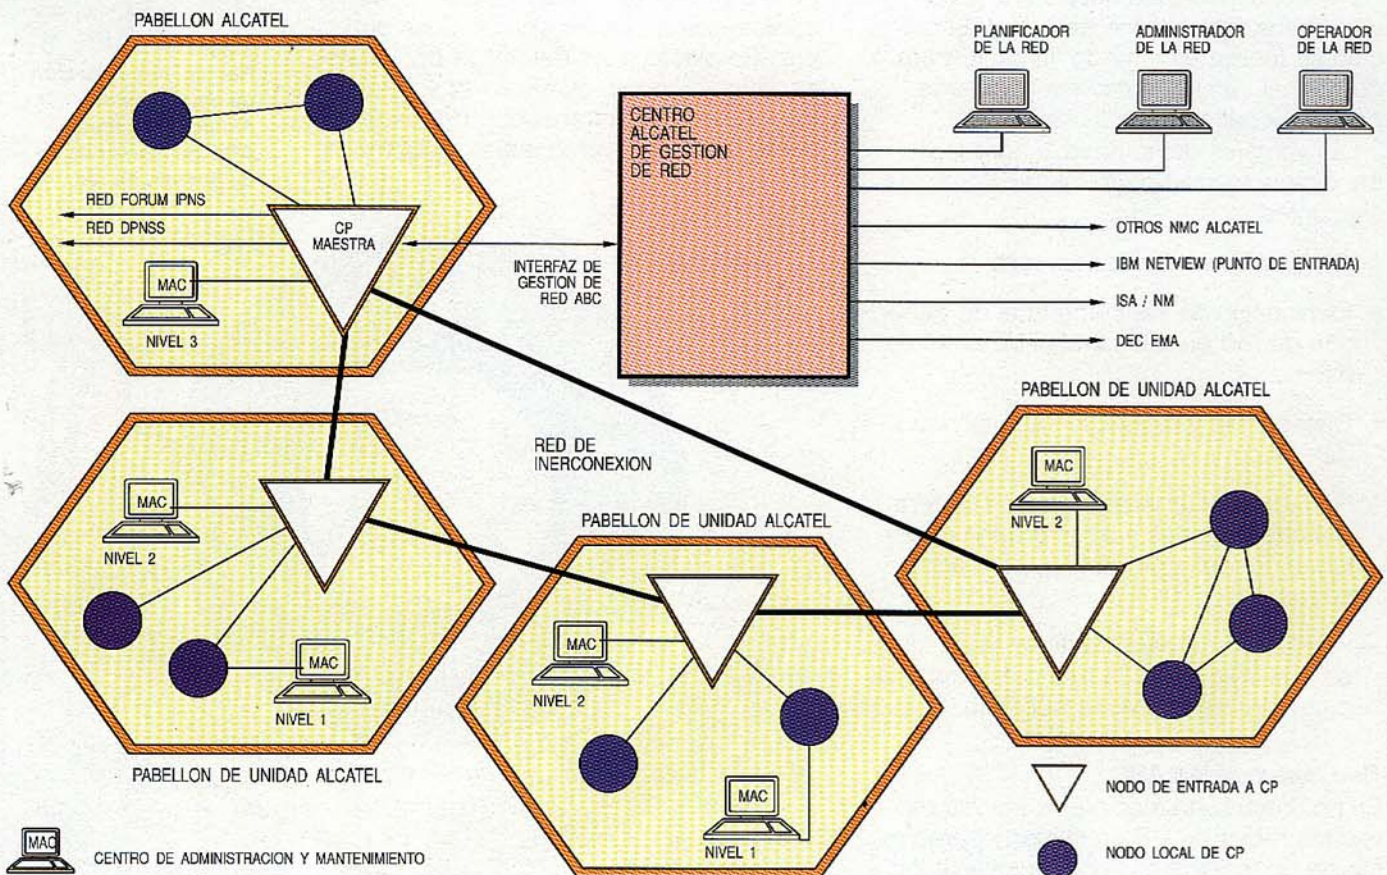 PABELLON ALCATEL
RED FORUM IPNS
RED DPNSS
CP
MAESTRA
MAC
NIVEL 3
INTERFAZ DE
GESTION DE
RED ABC
CENTRO
ALCATEL
DE GESTION
DE RED
PLANIFICADOR
DE LA RED
ADMINISTRADOR
DE LA RED
OPERADOR
DE LA RED
OTROS NMC ALCATEL
IBM NETVIEW (PUNTO DE ENTRADA)
ISA / NM
DEC EMA
RED DE
INERCONEXION
MAC
NIVEL 2
MAC
NIVEL 1
PABELLON DE UNIDAD ALCATEL
PABELLON DE UNIDAD ALCATEL
MAC
NIVEL 2
MAC
NIVEL 1
PABELLON DE UNIDAD ALCATEL
MAC
NIVEL 2
NODO DE ENTRADA A CP
NODO LOCAL DE CP
MAC
CENTRO DE ADMINISTRACION Y MANTENIMIENTO